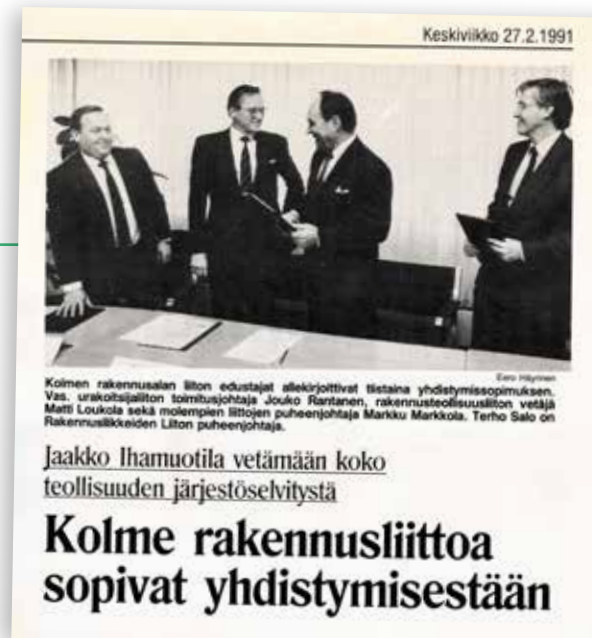 Keskiviikko 27.2.1991
Eero Häyrinen
Kolmen rakennusalan liiton edustajat allekirjoittivat tiistaina yhdistymissopimuksen.
Vas. urakoitsijaliiton toimitusjohtaja Jouko Rantanen, rakennusteollisuusliiton vetäjä
Matti Loukola sekä molempien liittojen puheenjohtaja Markku Markkola. Terho Salo on
Rakennusliikkeiden Liiton puheenjohtaja.
Jaakko Ihamuotila vetämään koko
teollisuuden järjestöselvitystä
Kolme rakennusliittoa
sopivat yhdistymisestään